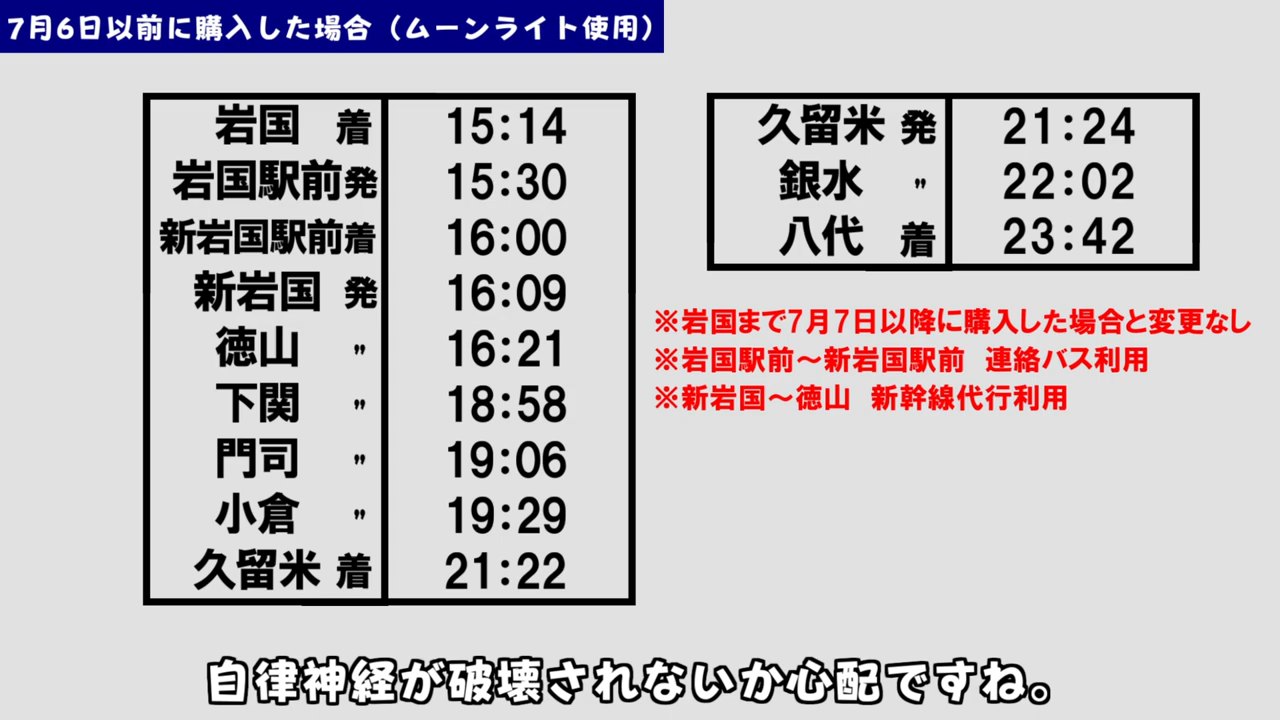 7月6日以前に購入した場合（ムーンライト使用）
岩国 着 15:14
岩国駅前発 15:30
新岩国駅前着 16:00
新岩国 発 16:09
徳山 〃 16:21
下関 〃 18:58
門司 〃 19:06
小倉 〃 19:29
久留米 着 21:22
久留米 発 21:24
銀水 〃 22:02
八代 着 23:42
※岩国まで7月7日以降に購入した場合と変更なし
※岩国駅前～新岩国駅前 連絡バス利用
※新岩国～徳山 新幹線代行利用
自律神経が破壊されないか心配ですね。